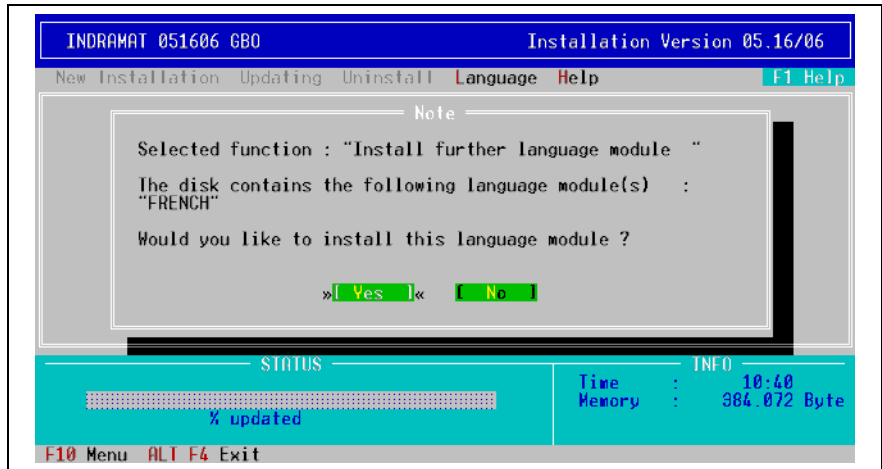 INDRAMAT 051606 GBO Installation Version 05.16/06
New Installation Updating Uninstall Language Help F1 Help
Note
Selected function : "Install further language module "
The disk contains the following language module(s) :
"FRENCH"
Would you like to install this language module ?
»[ Yes ]« [ No ]
STATUS
INFO
Time : 10:40
Memory : 384.072 Byte
% updated
F10 Menu ALT F4 Exit